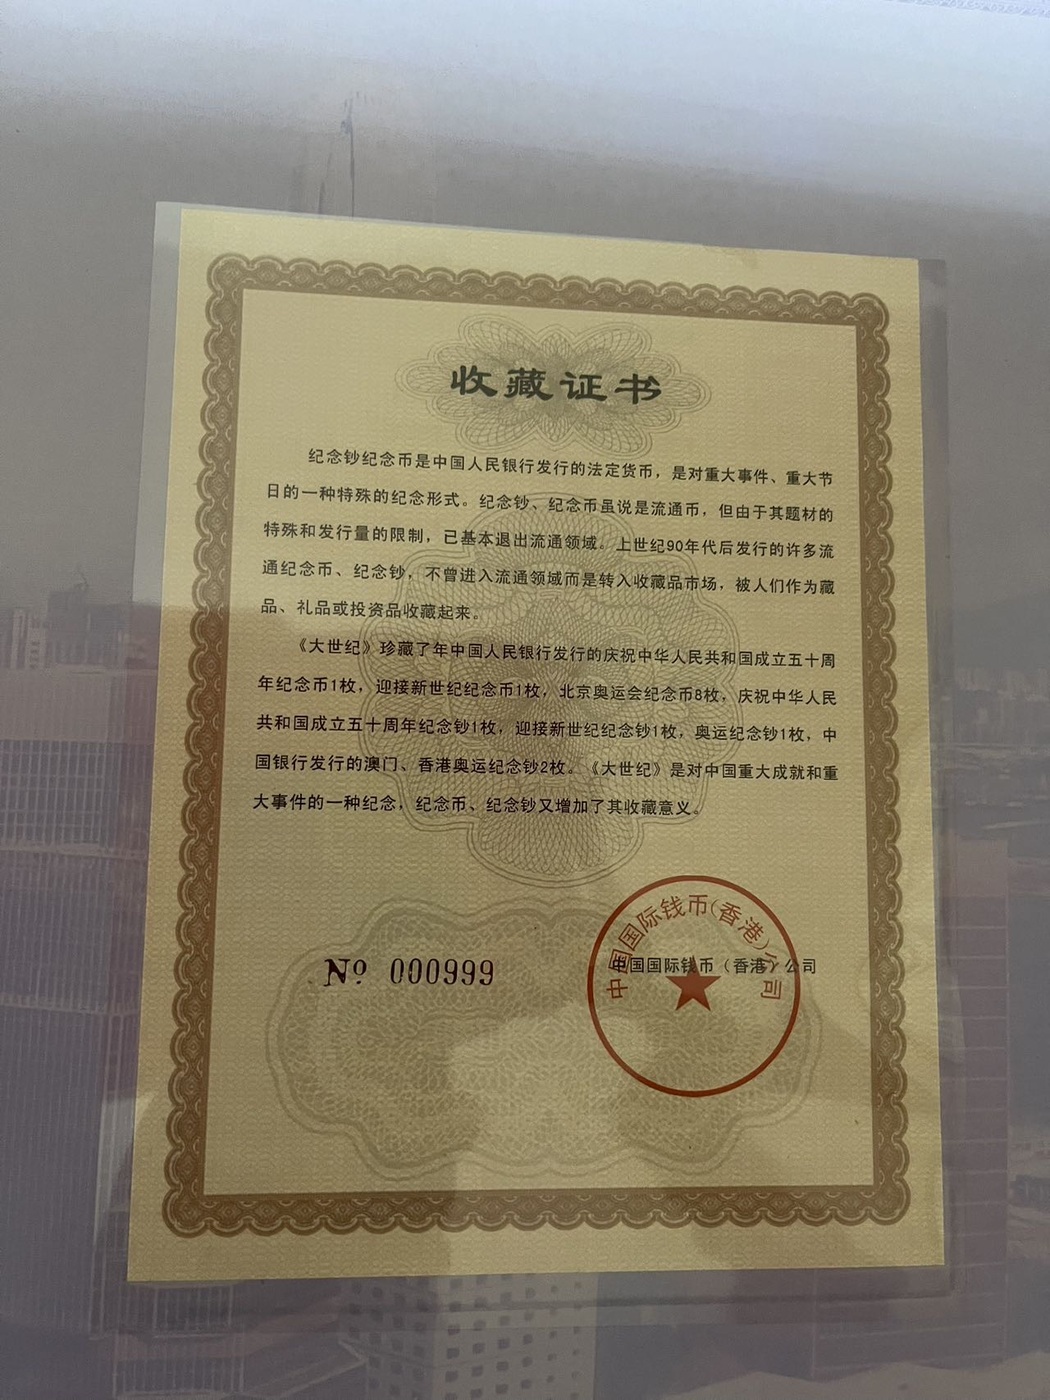 收藏证书
纪念钞纪念币是中国人民银行发行的法定货币，是对重大事件、重大节
日的一种特殊的纪念形式。纪念钞、纪念币虽说是流通币，但由于其题材的
特殊和发行量的限制，已基本退出流通领域。上世纪90年代后发行的许多流
通纪念币、纪念钞，不曾进入流通领域而是转入收藏品市场，被人们作为藏
品、礼品或投资品收藏起来。
《大世纪》珍藏了年中国人民银行发行的庆祝中华人民共和国成立五十周
年纪念币1枚，迎接新世纪纪念币1枚，北京奥运会纪念币8枚，庆祝中华人民
共和国成立五十周年纪念钞1枚，迎接新世纪纪念钞1枚，奥运纪念钞1枚，中
国银行发行的澳门、香港奥运纪念钞2枚。《大世纪》是对中国重大成就和重
大事件的一种纪念，纪念币、纪念钞又增加了其收藏意义。
中国国际钱币(香港)公司
№ 000999
中国国际钱币（香港）公司